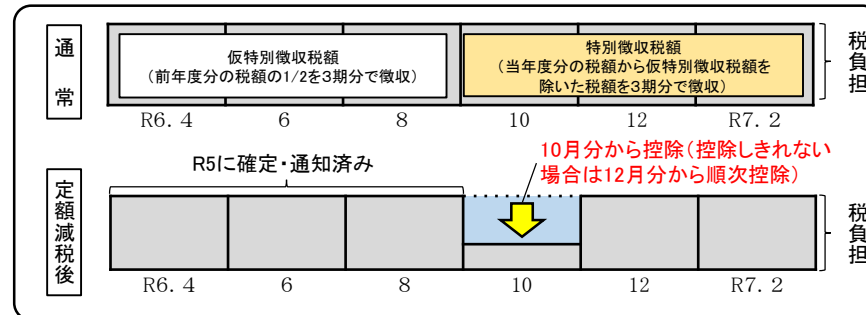 通常
仮特別徴収税額
（前年度分の税額の1/2を3期分で徴収）
特別徴収税額
（当年度分の税額から仮特別徴収税額を
除いた税額を3期分で徴収）
税負担
R6.4 6 8 10 12 R7.2
R5に確定・通知済み
10月分から控除（控除しきれない
場合は12月分から順次控除）
定額減税後
税負担
R6.4 6 8 10 12 R7.2